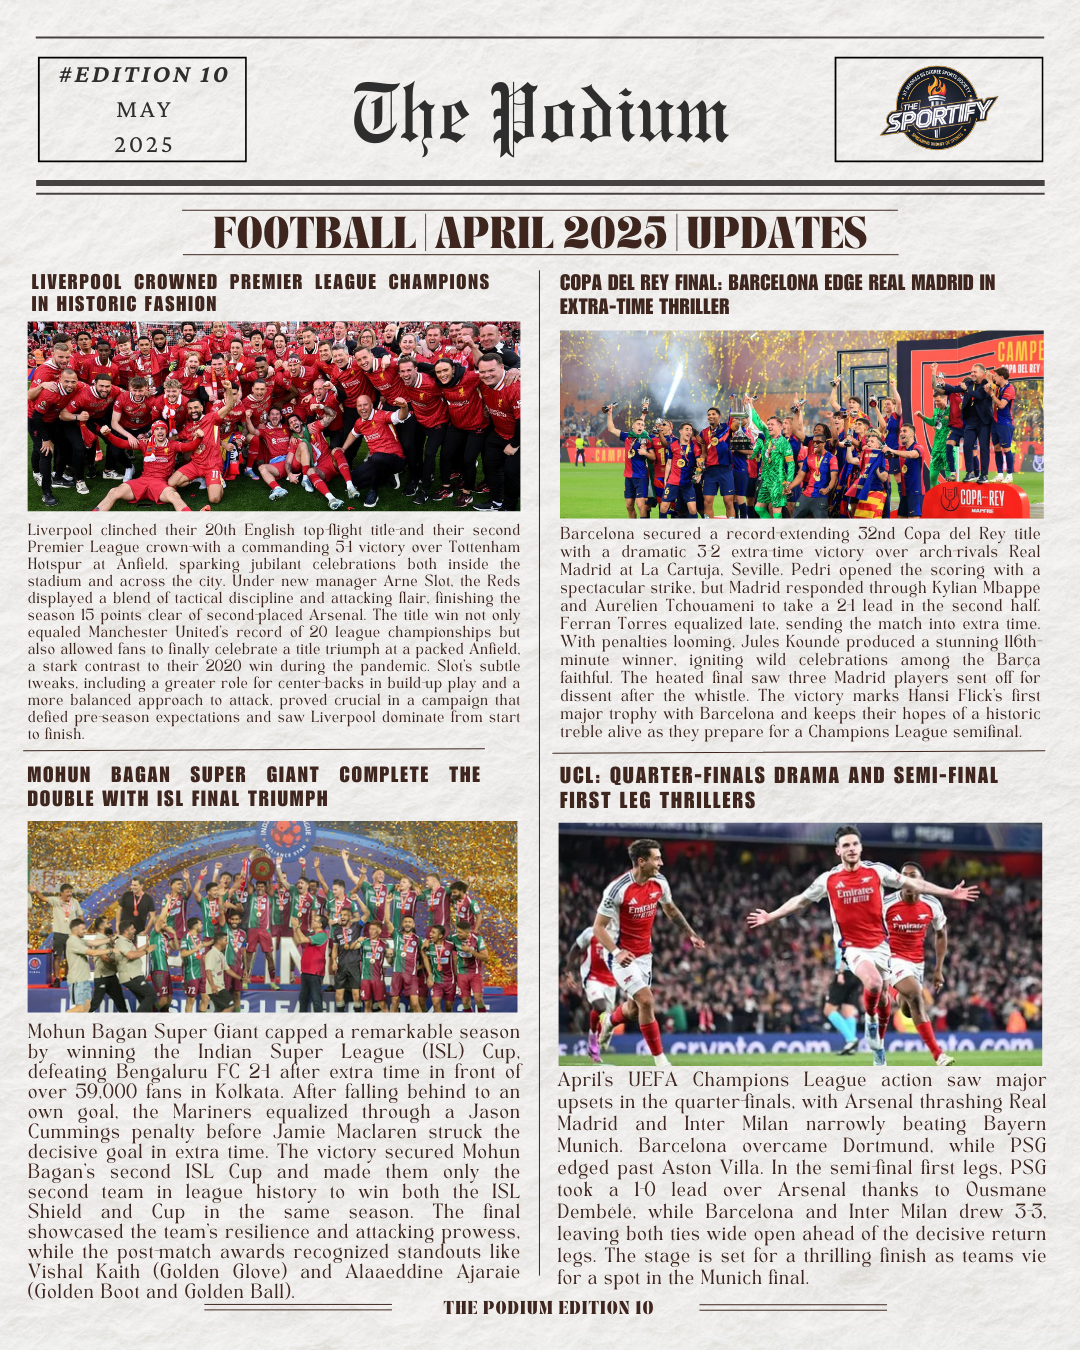 #EDITION 10
MAY
2025
The Podium
THE
SPORTIFY
FOOTBALL | APRIL 2025 | UPDATES
LIVERPOOL CROWNED PREMIER LEAGUE CHAMPIONS
IN HISTORIC FASHION
Liverpool clinched their 20th English top-flight title-and their second
Premier League crown-with a commanding 5-1 victory over Tottenham
Hotspur at Anfield, sparking jubilant celebrations both inside the
stadium and across the city. Under new manager Arne Slot, the Reds
displayed a blend of tactical discipline and attacking flair, finishing the
season 15 points clear of second-placed Arsenal. The title win not only
equaled Manchester United's record of 20 league championships but
also allowed fans to finally celebrate a title triumph at a packed Anfield,
a stark contrast to their 2020 win during the pandemic. Slot's subtle
tweaks, including a greater role for center-backs in build-up play and a
more balanced approach to attack, proved crucial in a campaign that
defied pre-season expectations and saw Liverpool dominate from start
to finish.
MOHUN BAGAN SUPER GIANT COMPLETE THE
DOUBLE WITH ISL FINAL TRIUMPH
Mohun Bagan Super Giant capped a remarkable season
by winning the Indian Super League (ISL) Cup,
defeating Bengaluru FC 2-1 after extra time in front of
over 59,000 fans in Kolkata. After falling behind to an
own goal, the Mariners equalized through a Jason
Cummings penalty before Jamie Maclaren struck the
decisive goal in extra time. The victory secured Mohun
Bagan's second ISL Cup and made them only the
second team in league history to win both the ISL
Shield and Cup in the same season. The final
showcased the team's resilience and attacking prowess,
while the post-match awards recognized standouts like
Vishal Kaith (Golden Glove) and Alaaeddine Ajaraie
(Golden Boot and Golden Ball).
COPA DEL REY FINAL: BARCELONA EDGE REAL MADRID IN
EXTRA-TIME THRILLER
CAMPE
COPA DEL REY
MAPFRE
Barcelona secured a record-extending 32nd Copa del Rey title
with a dramatic 3-2 extra-time victory over arch-rivals Real
Madrid at La Cartuja, Seville. Pedri opened the scoring with a
spectacular strike, but Madrid responded through Kylian Mbappe
and Aurelien Tchouameni to take a 2-1 lead in the second half.
Ferran Torres equalized late, sending the match into extra time.
With penalties looming, Jules Kounde produced a stunning 116th-
minute winner, igniting wild celebrations among the Barca
faithful. The heated final saw three Madrid players sent off for
dissent after the whistle. The victory marks Hansi Flick's first
major trophy with Barcelona and keeps their hopes of a historic
treble alive as they prepare for a Champions League semifinal.
UCL: QUARTER-FINALS DRAMA AND SEMI-FINAL
FIRST LEG THRILLERS
Emirates
FLY BETTER
Emirates
FLY BETTER
Emirates
crypto.com
crypto.com
April's UEFA Champions League action saw major
upsets in the quarter-finals, with Arsenal thrashing Real
Madrid and Inter Milan narrowly beating Bayern
Munich. Barcelona overcame Dortmund, while PSG
edged past Aston Villa. In the semi-final first legs, PSG
took a 1-0 lead over Arsenal thanks to Ousmane
Dembélé, while Barcelona and Inter Milan drew 3-3,
leaving both ties wide open ahead of the decisive return
legs. The stage is set for a thrilling finish as teams vie
for a spot in the Munich final.
THE PODIUM EDITION 10